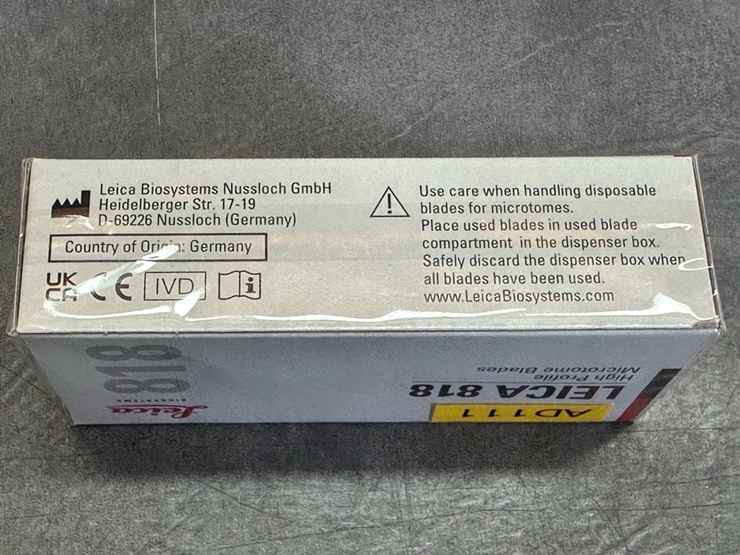 Leica Biosystems Nussloch GmbH
Heidelberger Str. 17-19
D-69226 Nussloch (Germany)
Country of Origin: Germany
UK
CA CE IVD i
Use care when handling disposable
blades for microtomes.
Place used blades in used blade
compartment in the dispenser box.
Safely discard the dispenser box when
all blades have been used.
www.LeicaBiosystems.com
AD111
LEICA 818
High Profile
Microtome Blades
Leica
BIOSYSTEMS
818